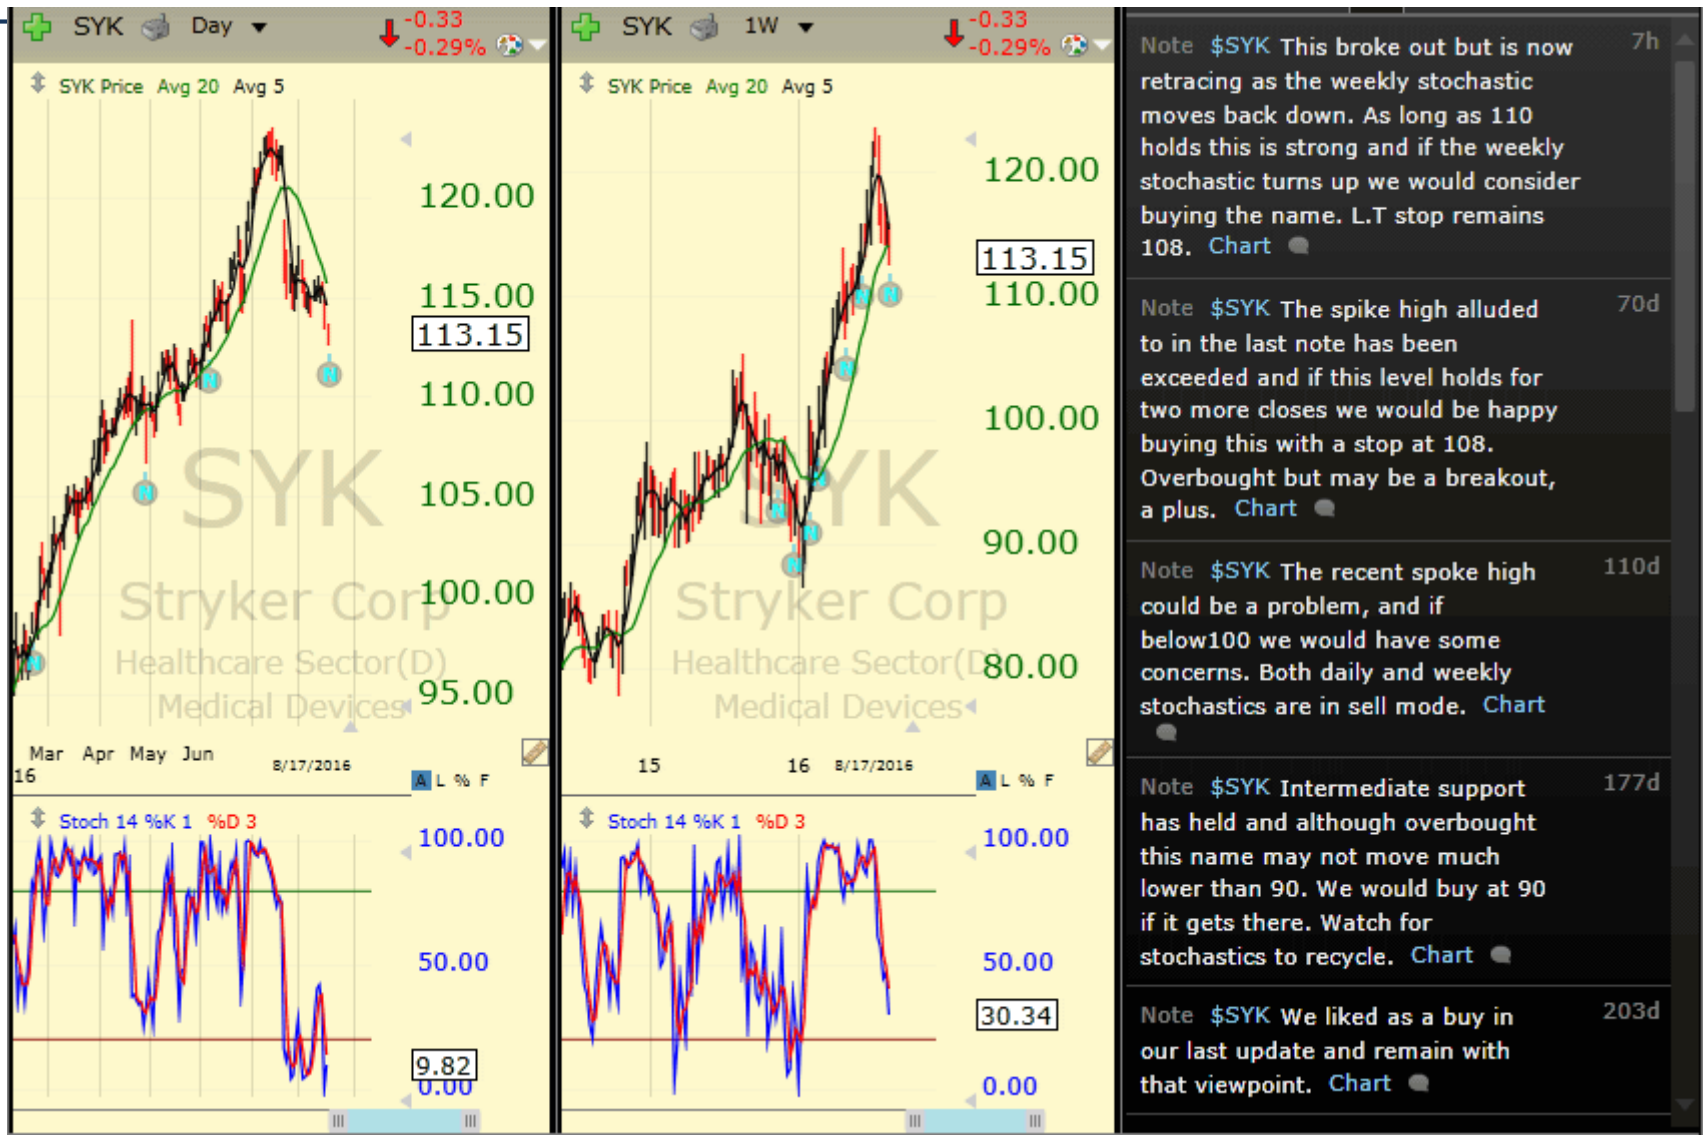 SYK Day -0.33
-0.29%
SYK Price Avg 20 Avg 5
120.00
115.00
113.15
110.00
105.00
100.00
95.00
SYK
Stryker Corp
Healthcare Sector(D)
Medical Devices
Mar Apr May Jun
16 8/17/2016
A L % F
Stoch 14 %K 1 %D 3
100.00
50.00
9.82
0.00
SYK 1W -0.33
-0.29%
SYK Price Avg 20 Avg 5
120.00
113.15
110.00
100.00
90.00
80.00
SYK
Stryker Corp
Healthcare Sector(D)
Medical Devices
15 16 8/17/2016
A L % F
Stoch 14 %K 1 %D 3
100.00
50.00
30.34
0.00
Note $SYK This broke out but is now 7h
retracing as the weekly stochastic
moves back down. As long as 110
holds this is strong and if the weekly
stochastic turns up we would consider
buying the name. L.T stop remains
108. Chart
Note $SYK The spike high alluded 70d
to in the last note has been
exceeded and if this level holds for
two more closes we would be happy
buying this with a stop at 108.
Overbought but may be a breakout,
a plus. Chart
Note $SYK The recent spoke high 110d
could be a problem, and if
below100 we would have some
concerns. Both daily and weekly
stochastics are in sell mode. Chart
Note $SYK Intermediate support 177d
has held and although overbought
this name may not move much
lower than 90. We would buy at 90
if it gets there. Watch for
stochastics to recycle. Chart
Note $SYK We liked as a buy in 203d
our last update and remain with
that viewpoint. Chart